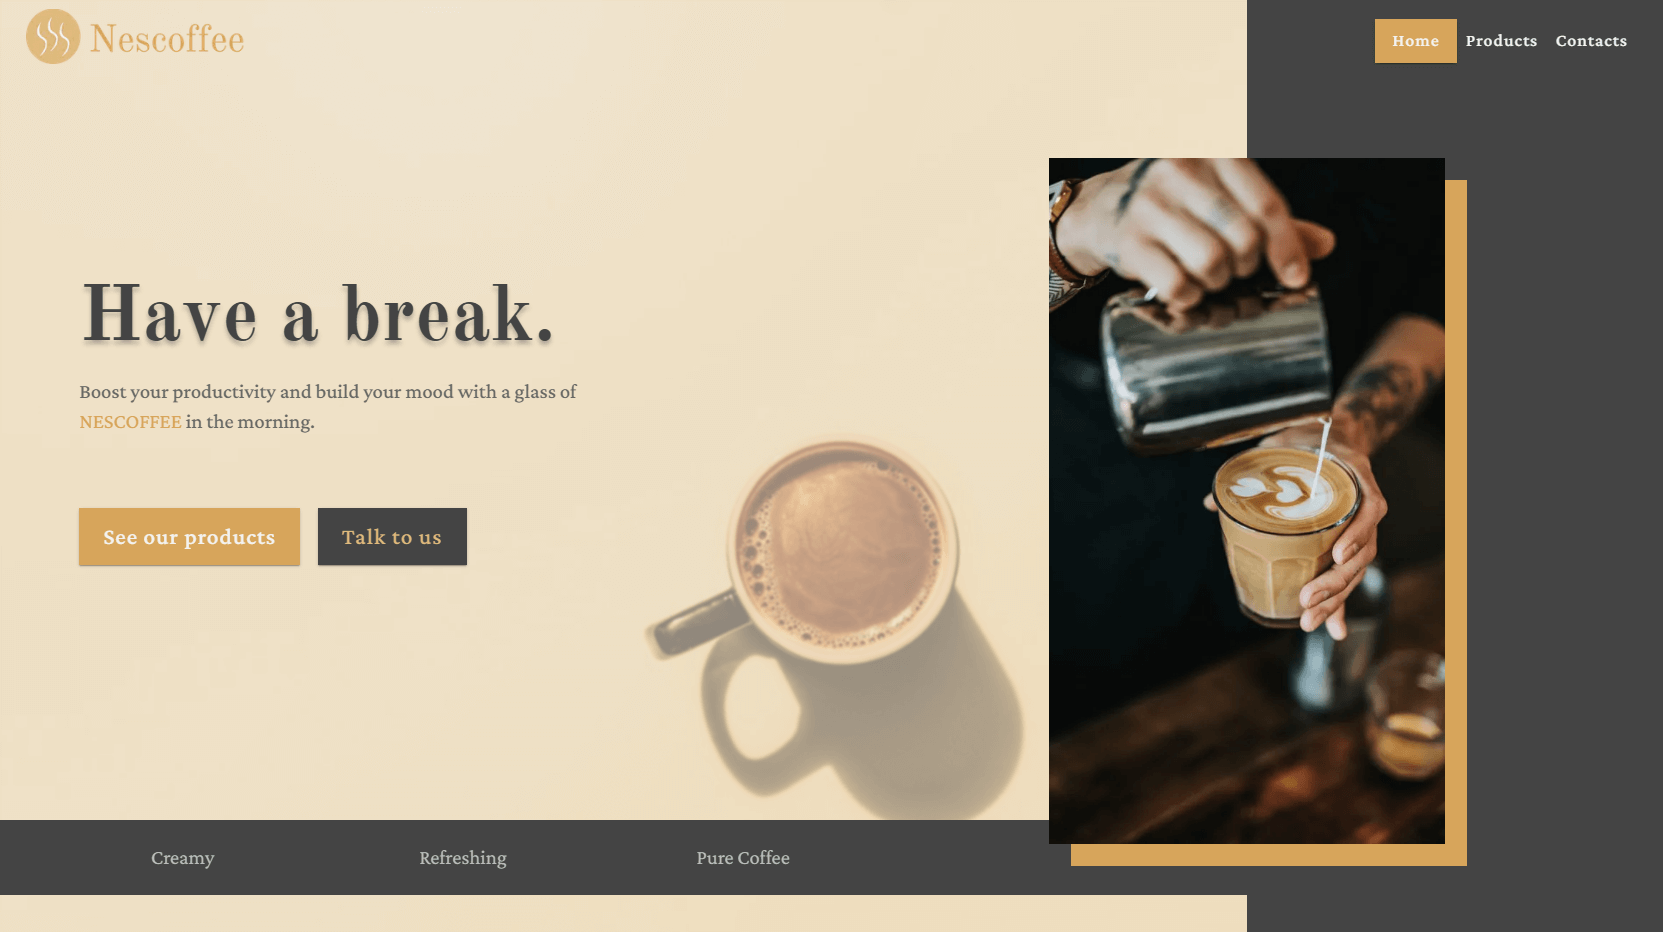 Nescoffee
Home
Products
Contacts
Have a break.
Boost your productivity and build your mood with a glass of
NESCOFFEE in the morning.
See our products
Talk to us
Creamy
Refreshing
Pure Coffee